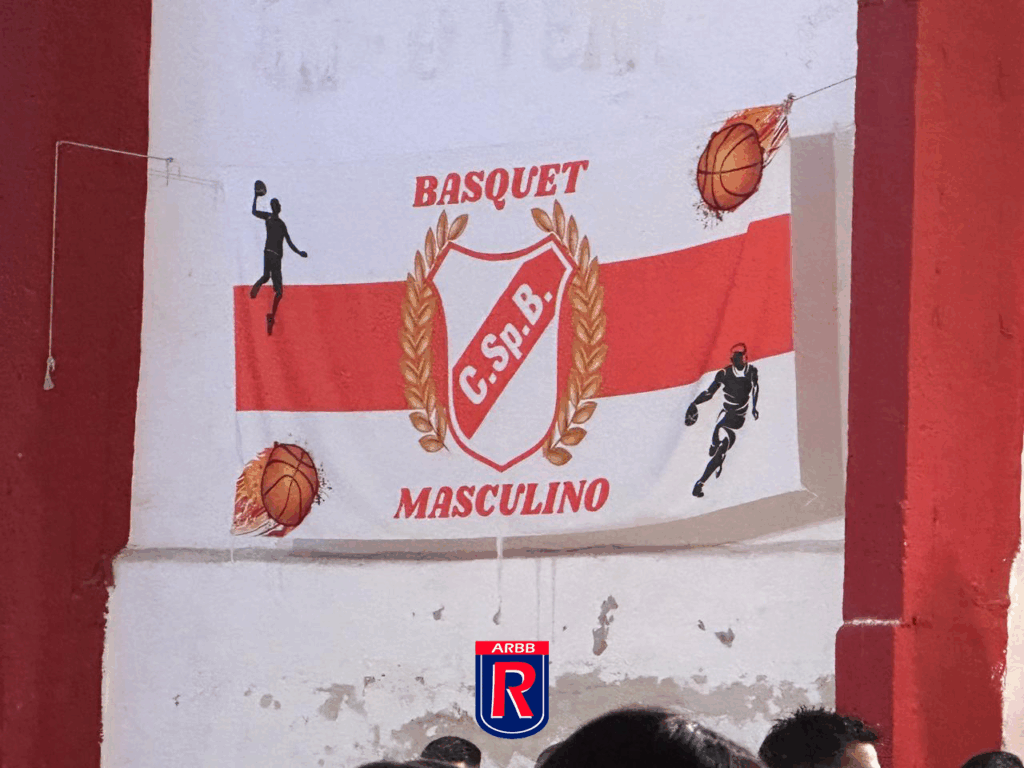 BASQUET
C.Sp.B.
MASCULINO
ARBB
R